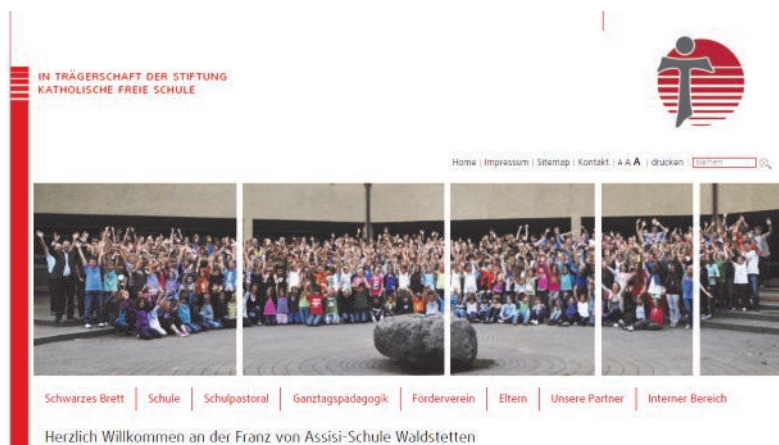 IN TRÄGERSCHAFT DER STIFTUNG
KATHOLISCHE FREIE SCHULE
Home | Impressum | Sitemap | Kontakt | A A A | drucken | suchen
Schwarzes Brett | Schule | Schulpastoral | Ganztagspädagogik | Förderverein | Eltern | Unsere Partner | Interner Bereich
Herzlich Willkommen an der Franz von Assisi-Schule Waldstetten